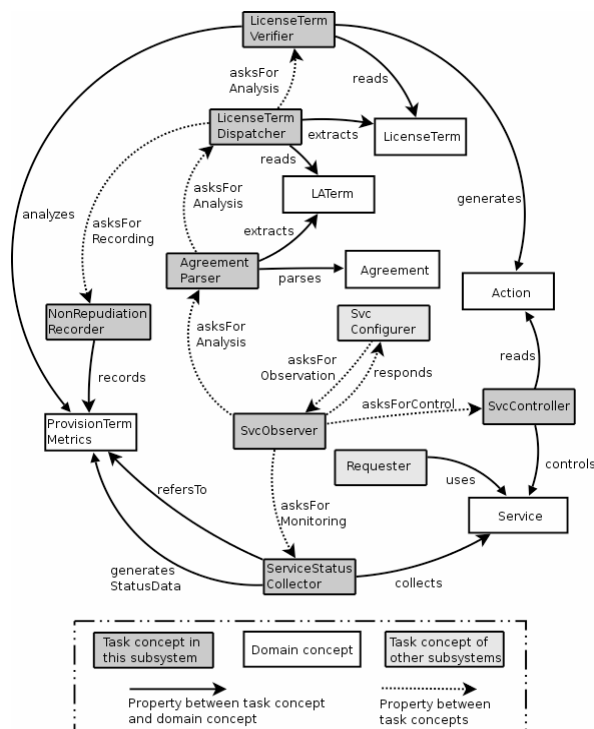 LicenseTerm
Verifier
asksFor
Analysis
reads
LicenseTerm
Dispatcher
extracts
LicenseTerm
reads
asksFor
Analysis
LATerm
generates
analyzes
asksFor
Recording
extracts
Agreement
Parser
parses
Agreement
Action
NonRepudiation
Recorder
asksFor
Analysis
Svc
Configurer
asksFor
Observation
responds
reads
records
asksForControl
SvcController
ProvisionTerm
Metrics
SvcObserver
Requester
uses
controls
refersTo
asksFor
Monitoring
Service
generates
StatusData
ServiceStatus
Collector
collects
Task concept in
this subsystem
Domain concept
Task concept of
other subsystems
Property between task concept
and domain concept
Property between
task concepts